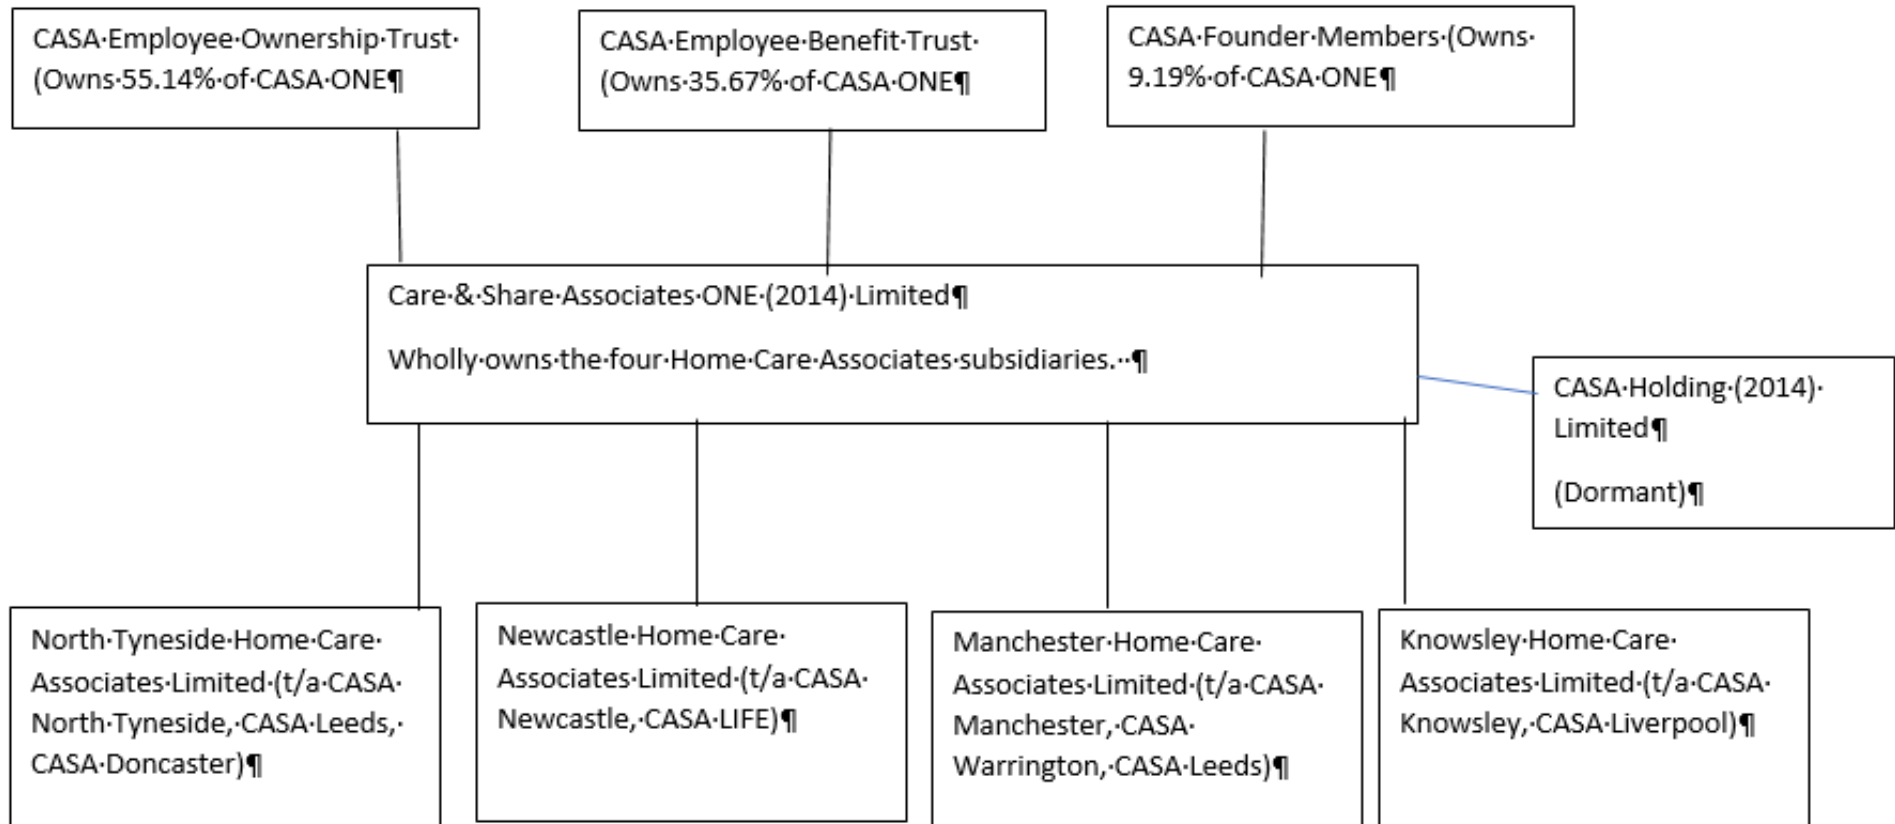 CASA·Employee·Ownership·Trust·
(Owns·55.14%·of·CASA·ONE¶
CASA·Employee·Benefit·Trust·
(Owns·35.67%·of·CASA·ONE¶
CASA·Founder·Members·(Owns·
9.19%·of·CASA·ONE¶
Care·&·Share·Associates·ONE·(2014)·Limited¶
Wholly·owns·the·four·Home·Care·Associates·subsidiaries.··¶
CASA·Holding·(2014)·
Limited¶
(Dormant)¶
North·Tyneside·Home·Care·
Associates·Limited·(t/a·CASA·
North·Tyneside,·CASA·Leeds,·
CASA·Doncaster)¶
Newcastle·Home·Care·
Associates·Limited·(t/a·CASA·
Newcastle,·CASA·LIFE)¶
Manchester·Home·Care·
Associates·Limited·(t/a·CASA·
Manchester,·CASA·
Warrington,·CASA·Leeds)¶
Knowsley·Home·Care·
Associates·Limited·(t/a·CASA·
Knowsley,·CASA·Liverpool)¶